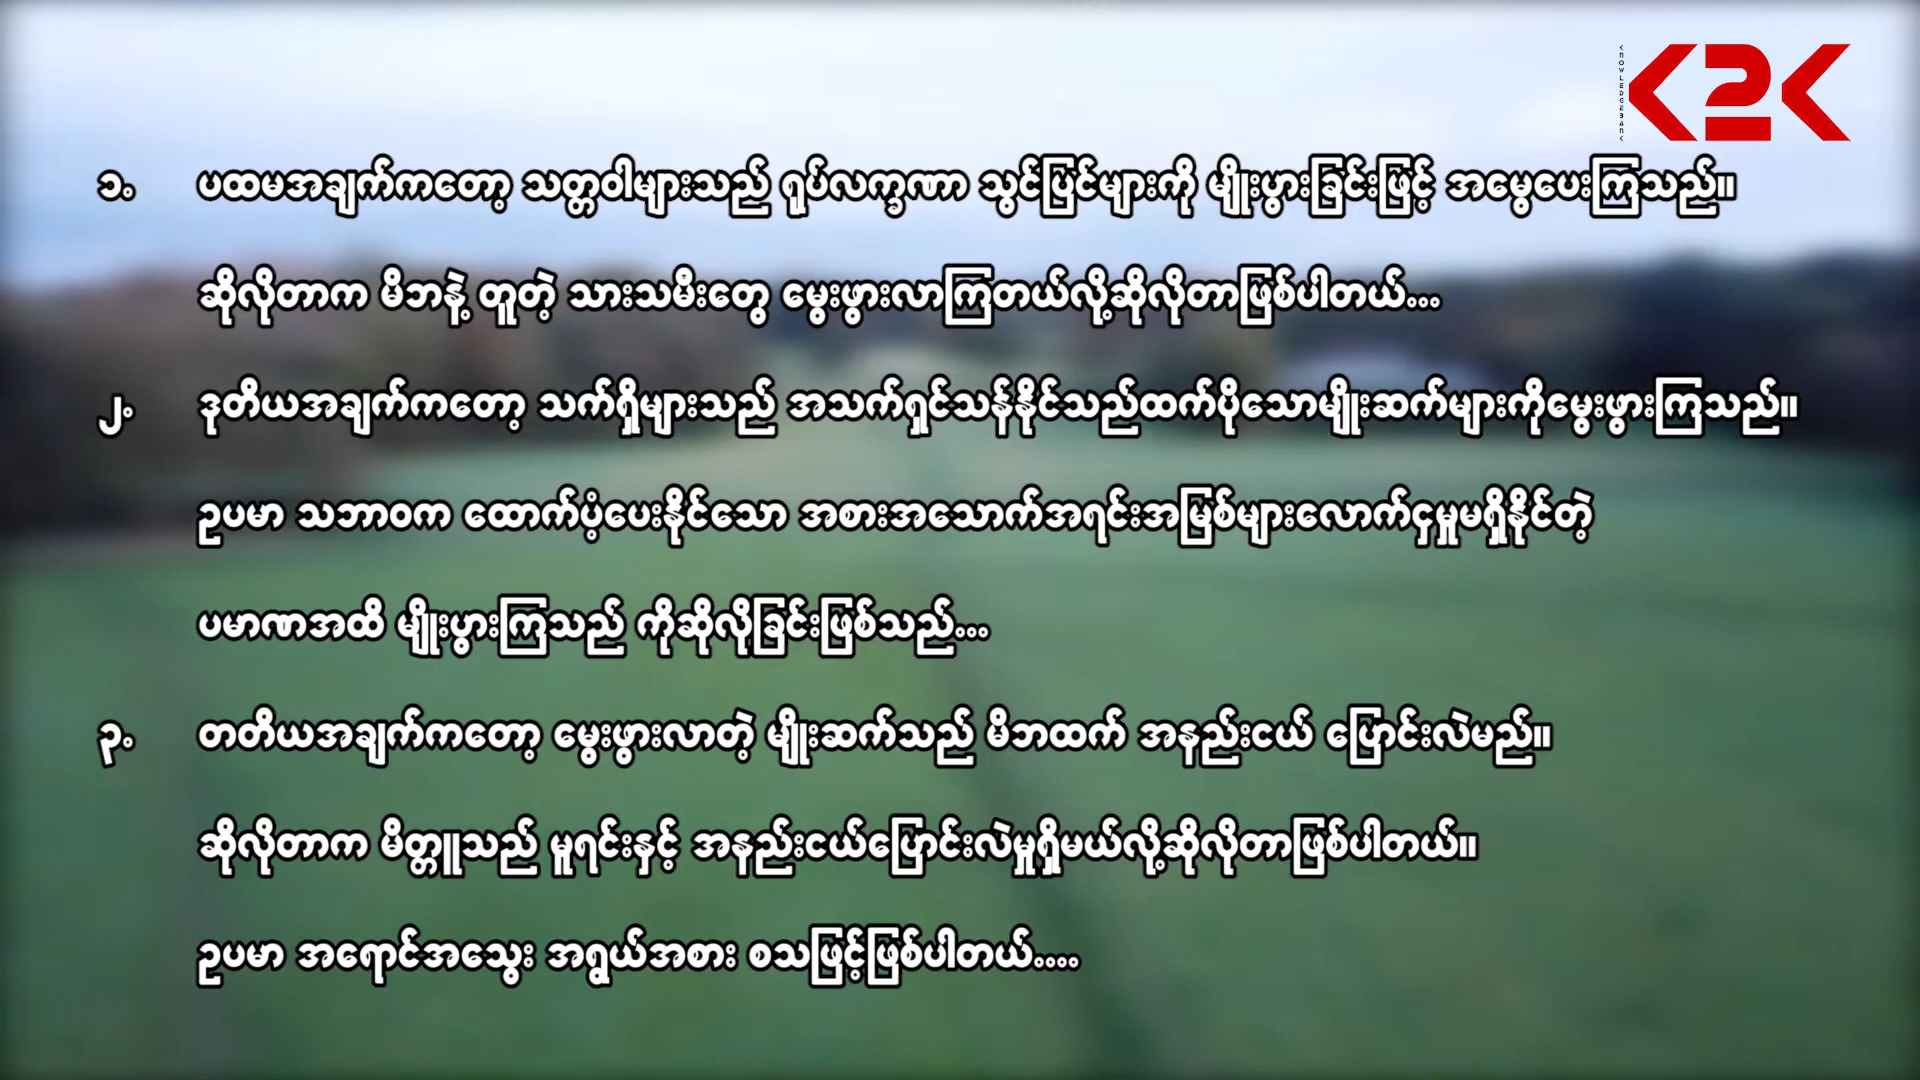 KNOWLEDGEBANK
K2K
၁. ပထမအချက်ကတော့ သတ္တဝါများသည် ရုပ်လက္ခဏာ သွင်ပြင်များကို မျိုးပွားခြင်းဖြင့် အမွေပေးကြသည်။
ဆိုလိုတာက မိဘနဲ့ တူတဲ့ သားသမီးတွေ မွေးဖွားလာကြတယ်လို့ဆိုလိုတာဖြစ်ပါတယ်...
၂. ဒုတိယအချက်ကတော့ သက်ရှိများသည် အသက်ရှင်သန်နိုင်သည်ထက်ပိုသောမျိုးဆက်များကိုမွေးဖွားကြသည်။
ဥပမာ သဘာဝက ထောက်ပံ့ပေးနိုင်သော အစားအသောက်အရင်းအမြစ်များလောက်ငှမှုမရှိနိုင်တဲ့
ပမာဏအထိ မျိုးပွားကြသည် ကိုဆိုလိုခြင်းဖြစ်သည်...
၃. တတိယအချက်ကတော့ မွေးဖွားလာတဲ့ မျိုးဆက်သည် မိဘထက် အနည်းငယ် ပြောင်းလဲမည်။
ဆိုလိုတာက မိတ္တူသည် မူရင်းနှင့် အနည်းငယ်ပြောင်းလဲမှုရှိမယ်လို့ဆိုလိုတာဖြစ်ပါတယ်။
ဥပမာ အရောင်အသွေး အရွယ်အစား စသဖြင့်ဖြစ်ပါတယ်....